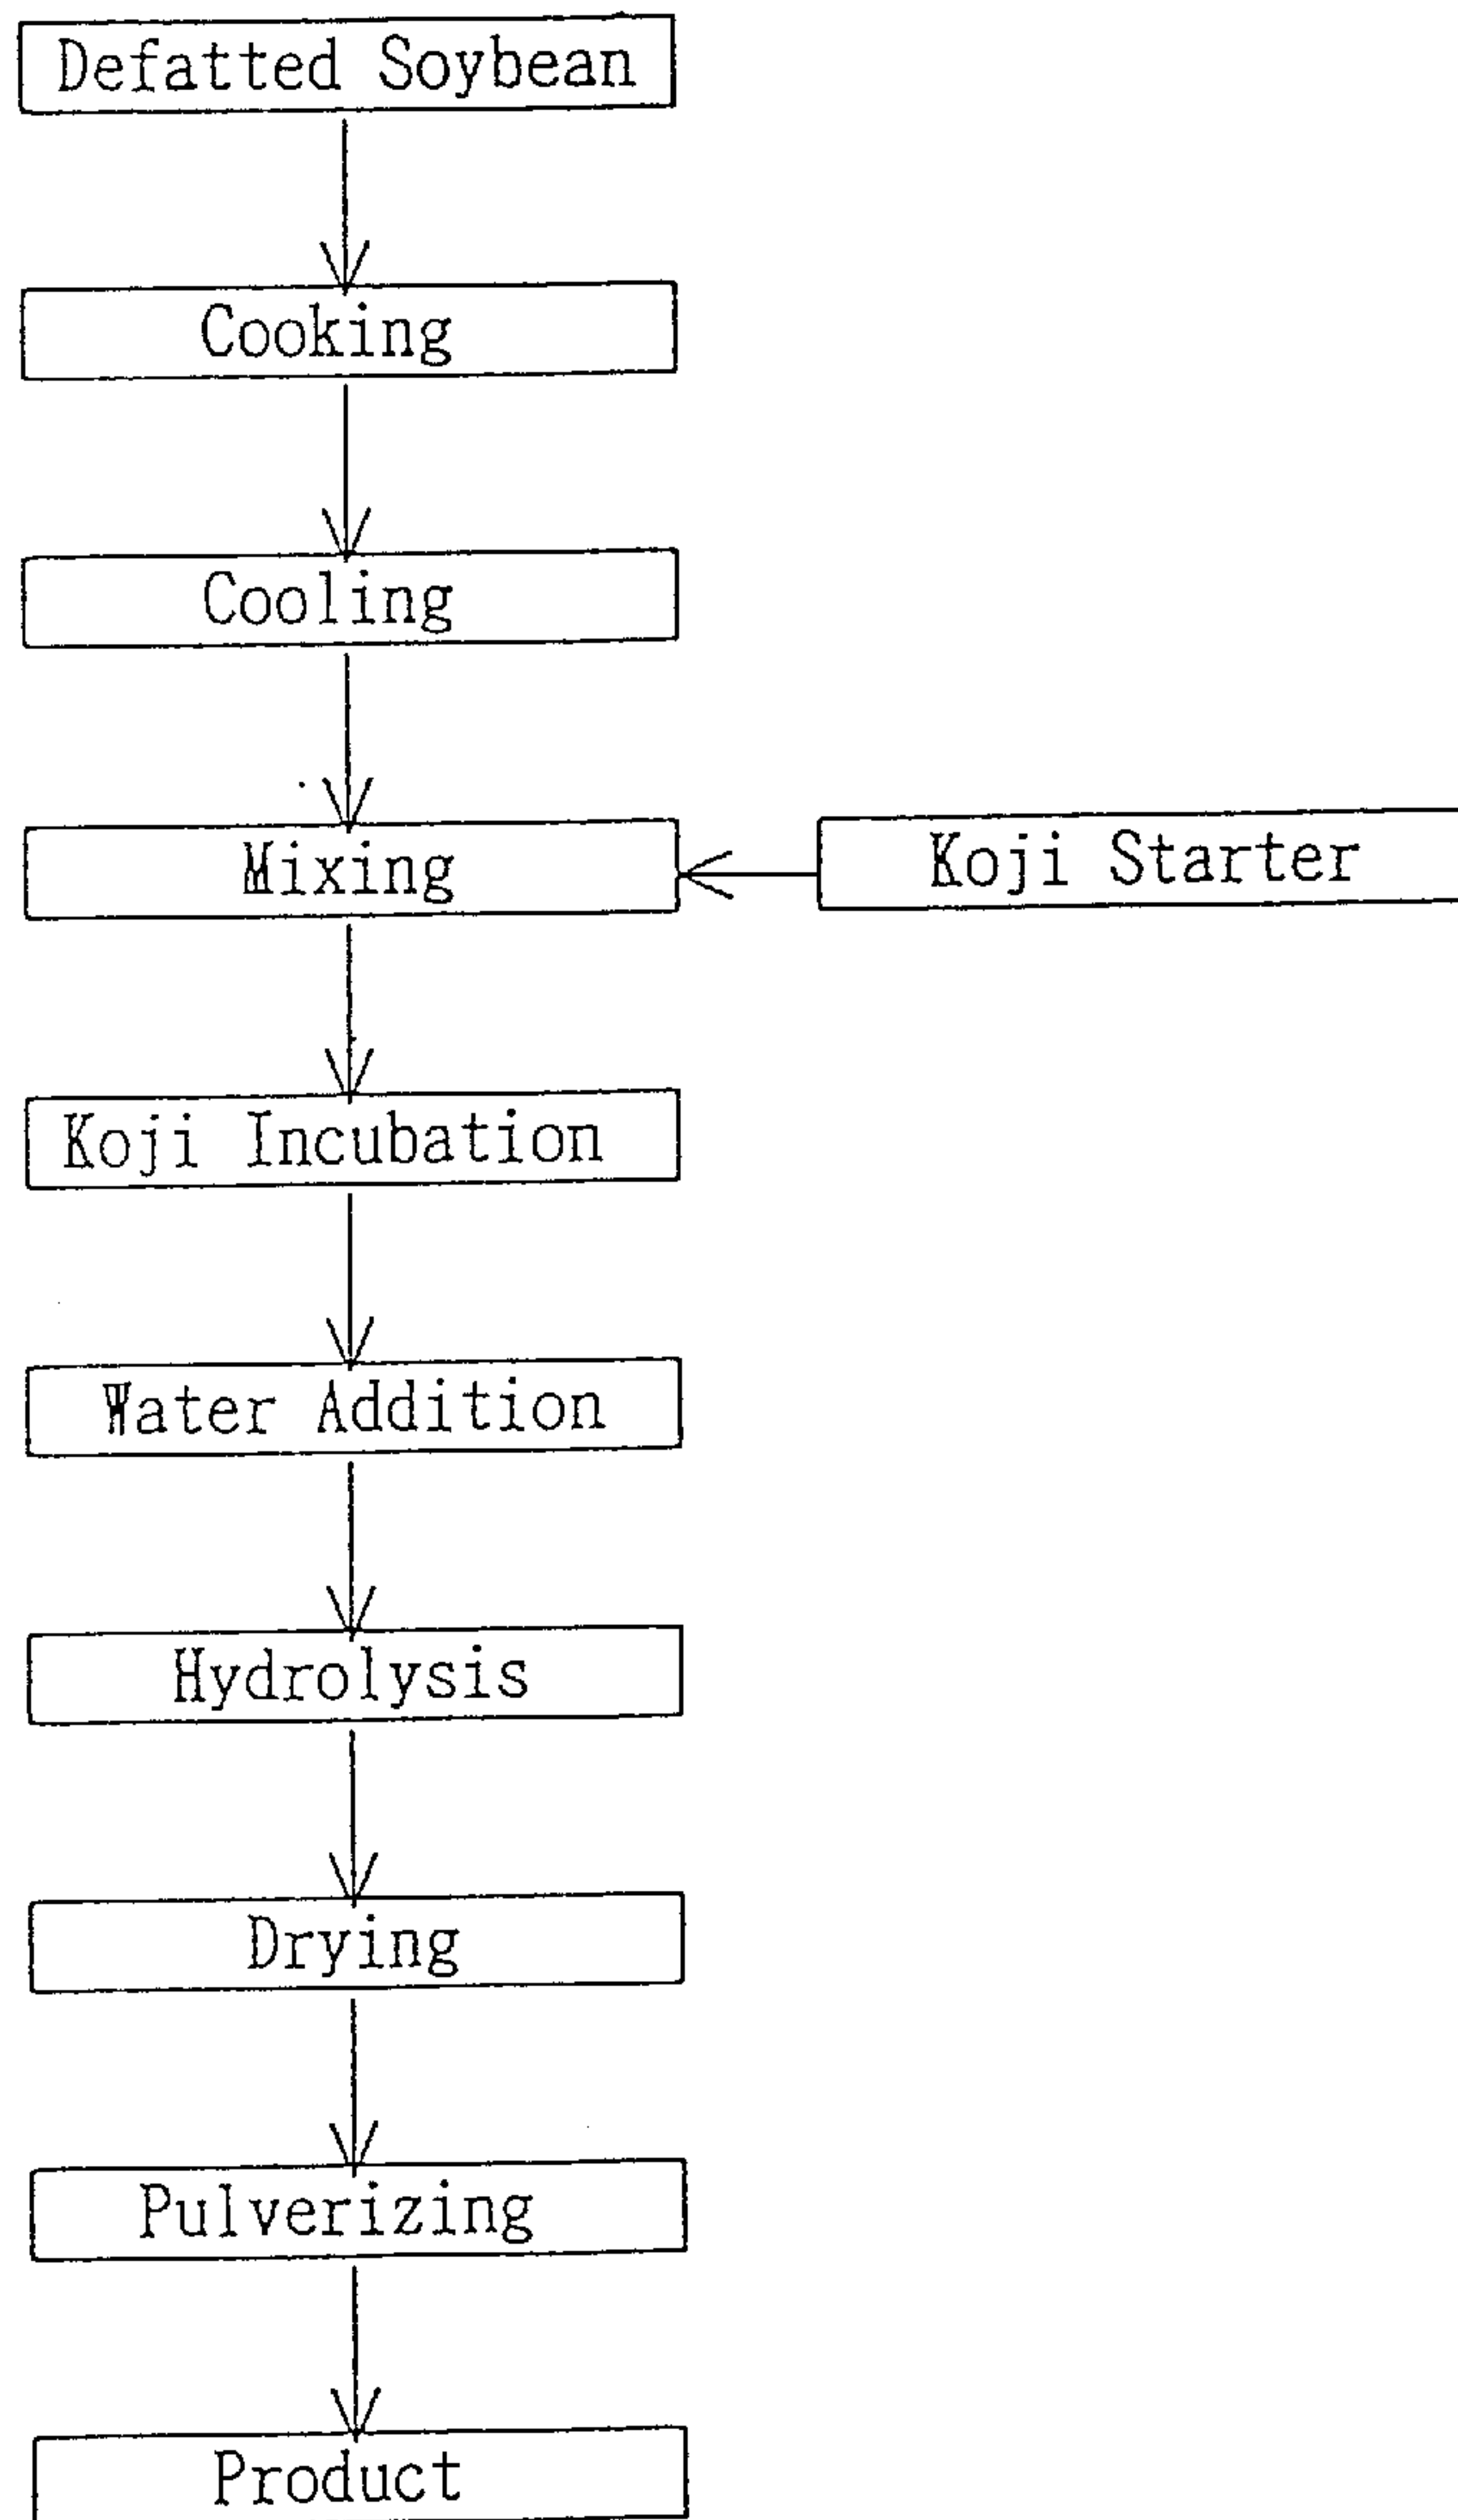 Defatted Soybean
Cooking
Cooling
Mixing
Koji Starter
Koji Incubation
Water Addition
Hydrolysis
Drying
Pulverizing
Product